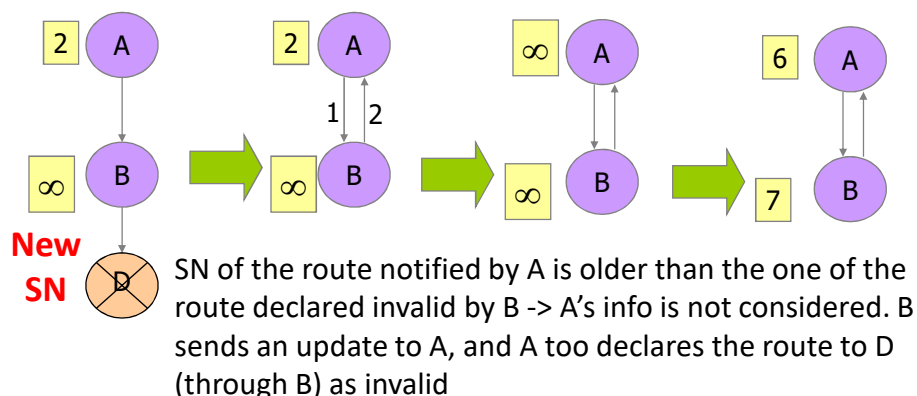 2 A 2 A ∞ A 6 A
1 2
∞ B ∞ B ∞ B 7 B
New
SN D
SN of the route notified by A is older than the one of the
route declared invalid by B -> A’s info is not considered. B
sends an update to A, and A too declares the route to D
(through B) as invalid